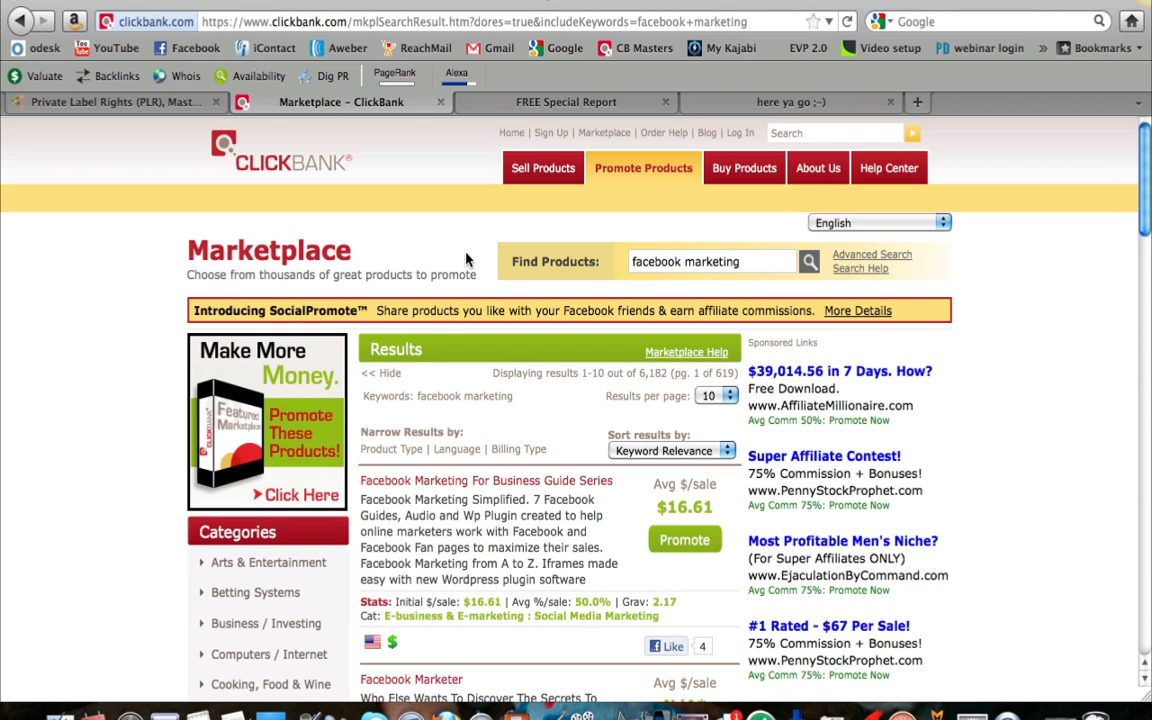 clickbank.com https://www.clickbank.com/mkplSearchResult.htm?dores=true&includeKeywords=facebook+marketing Google
odesk YouTube Facebook iContact Aweber ReachMail Gmail Google CB Masters My Kajabi EVP 2.0 Video setup webinar login » Bookmarks
Valuate Backlinks Whois Availability Dig PR PageRank Alexa
Private Label Rights (PLR), Mast... Marketplace – ClickBank FREE Special Report here ya go ;-)
Home | Sign Up | Marketplace | Order Help | Blog | Log In Search
CLICKBANK®
Sell Products Promote Products Buy Products About Us Help Center
English
Marketplace
Choose from thousands of great products to promote
Find Products: facebook marketing
Advanced Search
Search Help
Introducing SocialPromote™ Share products you like with your Facebook friends & earn affiliate commissions. More Details
Make More
Money.
Featured
Marketplace
Promote
These
Products!
Click Here
Categories
Arts & Entertainment
Betting Systems
Business / Investing
Computers / Internet
Cooking, Food & Wine
Results Marketplace Help
<< Hide Displaying results 1-10 out of 6,182 (pg. 1 of 619)
Keywords: facebook marketing Results per page: 10
Narrow Results by: Sort results by:
Product Type | Language | Billing Type Keyword Relevance
Facebook Marketing For Business Guide Series
Facebook Marketing Simplified. 7 Facebook
Guides, Audio and Wp Plugin created to help
online marketers work with Facebook and
Facebook Fan pages to maximize their sales.
Facebook Marketing from A to Z. Iframes made
easy with new Wordpress plugin software
Avg $/sale
$16.61
Promote
Stats: Initial $/sale: $16.61 | Avg %/sale: 50.0% | Grav: 2.17
Cat: E-business & E-marketing : Social Media Marketing
$ Like 4
Facebook Marketer Avg $/sale
Who Else Wants To Discover The Secrets To
Sponsored Links
$39,014.56 in 7 Days. How?
Free Download.
www.AffiliateMillionaire.com
Avg Comm 50%: Promote Now
Super Affiliate Contest!
75% Commission + Bonuses!
www.PennyStockProphet.com
Avg Comm 75%: Promote Now
Most Profitable Men's Niche?
(For Super Affiliates ONLY)
www.EjaculationByCommand.com
Avg Comm 75%: Promote Now
#1 Rated - $67 Per Sale!
75% Commission + Bonuses!
www.PennyStockProphet.com
Avg Comm 75%: Promote Now